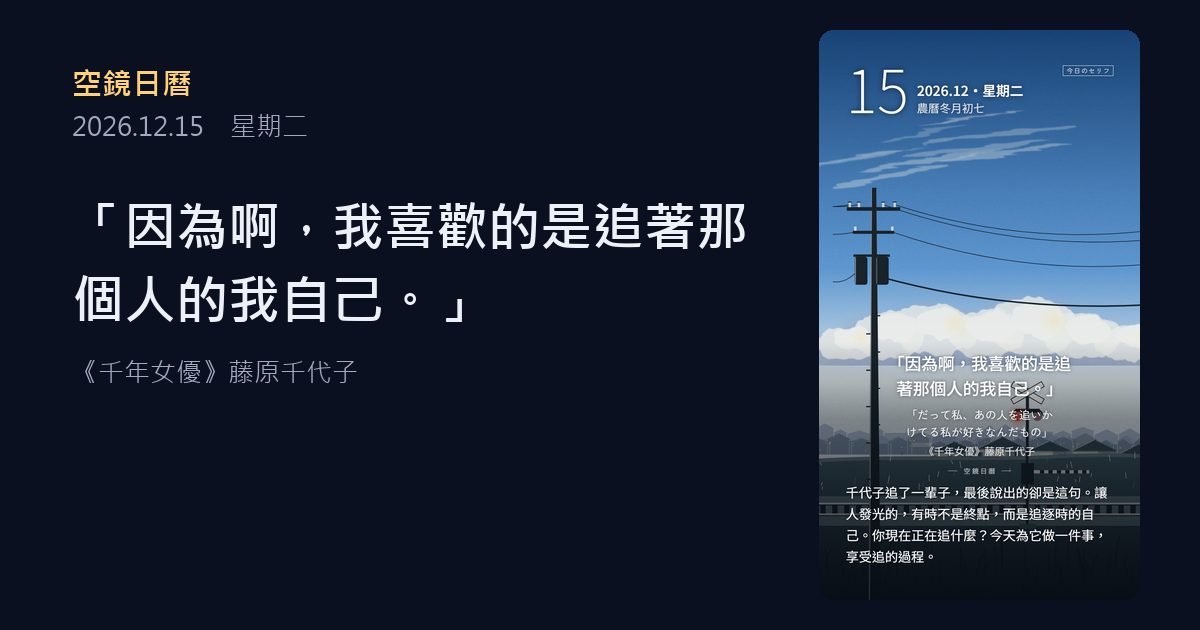 空鏡日曆
2026.12.15 星期二
「因為啊，我喜歡的是追著那
個人的我自己。」
《千年女優》藤原千代子
15
2026.12・星期二
農曆冬月初七
今日のセリフ
「因為啊，我喜歡的是追
著那個人的我自己。」
「だって私、あの人を追いか
けてる私が好きなんだもの」
《千年女優》藤原千代子
— 空鏡日曆 —
千代子追了一輩子，最後說出的卻是這句。讓
人發光的，有時不是終點，而是追逐時的自
己。你現在正在追什麼？今天為它做一件事，
享受追的過程。